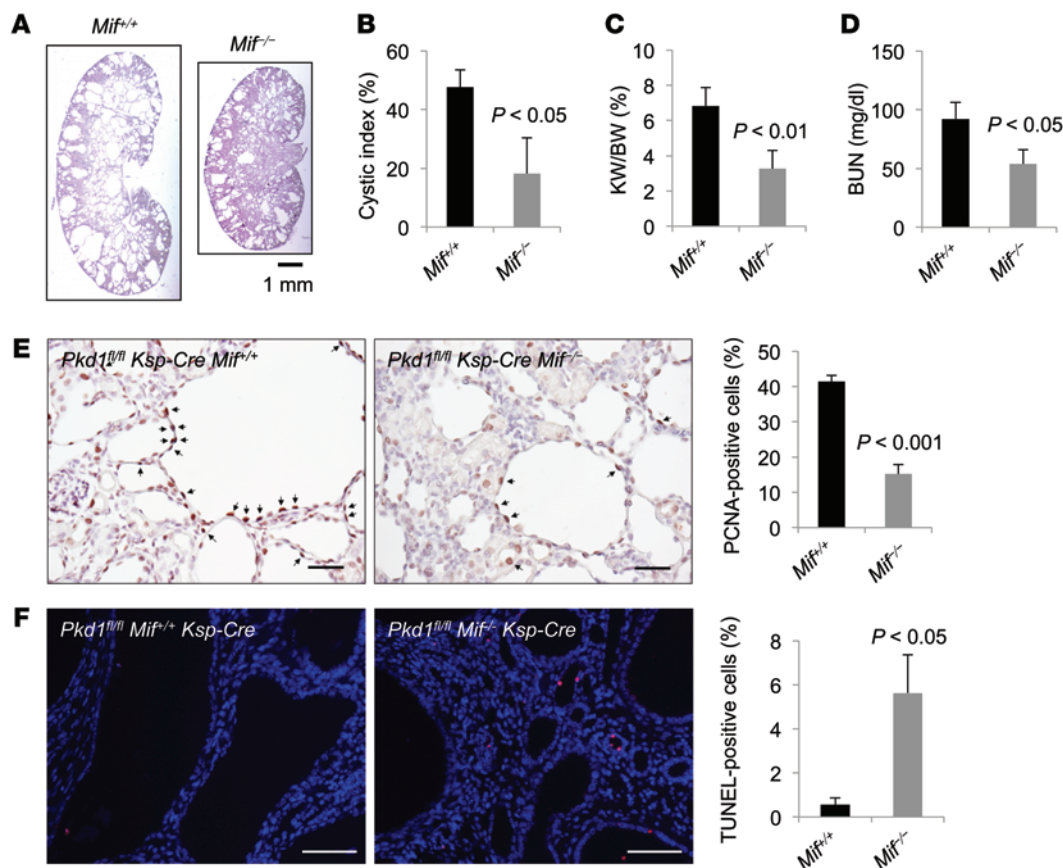 A
Mif+/+
Mif−/−
1 mm
B
Cystic index (%)
60
40
20
0
P < 0.05
Mif+/+
Mif−/−
C
KW/BW (%)
10
8
6
4
2
0
P < 0.01
Mif+/+
Mif−/−
D
BUN (mg/dl)
150
100
50
0
P < 0.05
Mif+/+
Mif−/−
E
Pkd1fl/fl Ksp-Cre Mif+/+
Pkd1fl/fl Ksp-Cre Mif−/−
PCNA-positive cells (%)
50
40
30
20
10
0
P < 0.001
Mif+/+
Mif−/−
F
Pkd1fl/fl Mif+/+ Ksp-Cre
Pkd1fl/fl Mif-/- Ksp-Cre
TUNEL-positive cells (%)
8
6
4
2
0
P < 0.05
Mif+/+
Mif−/−